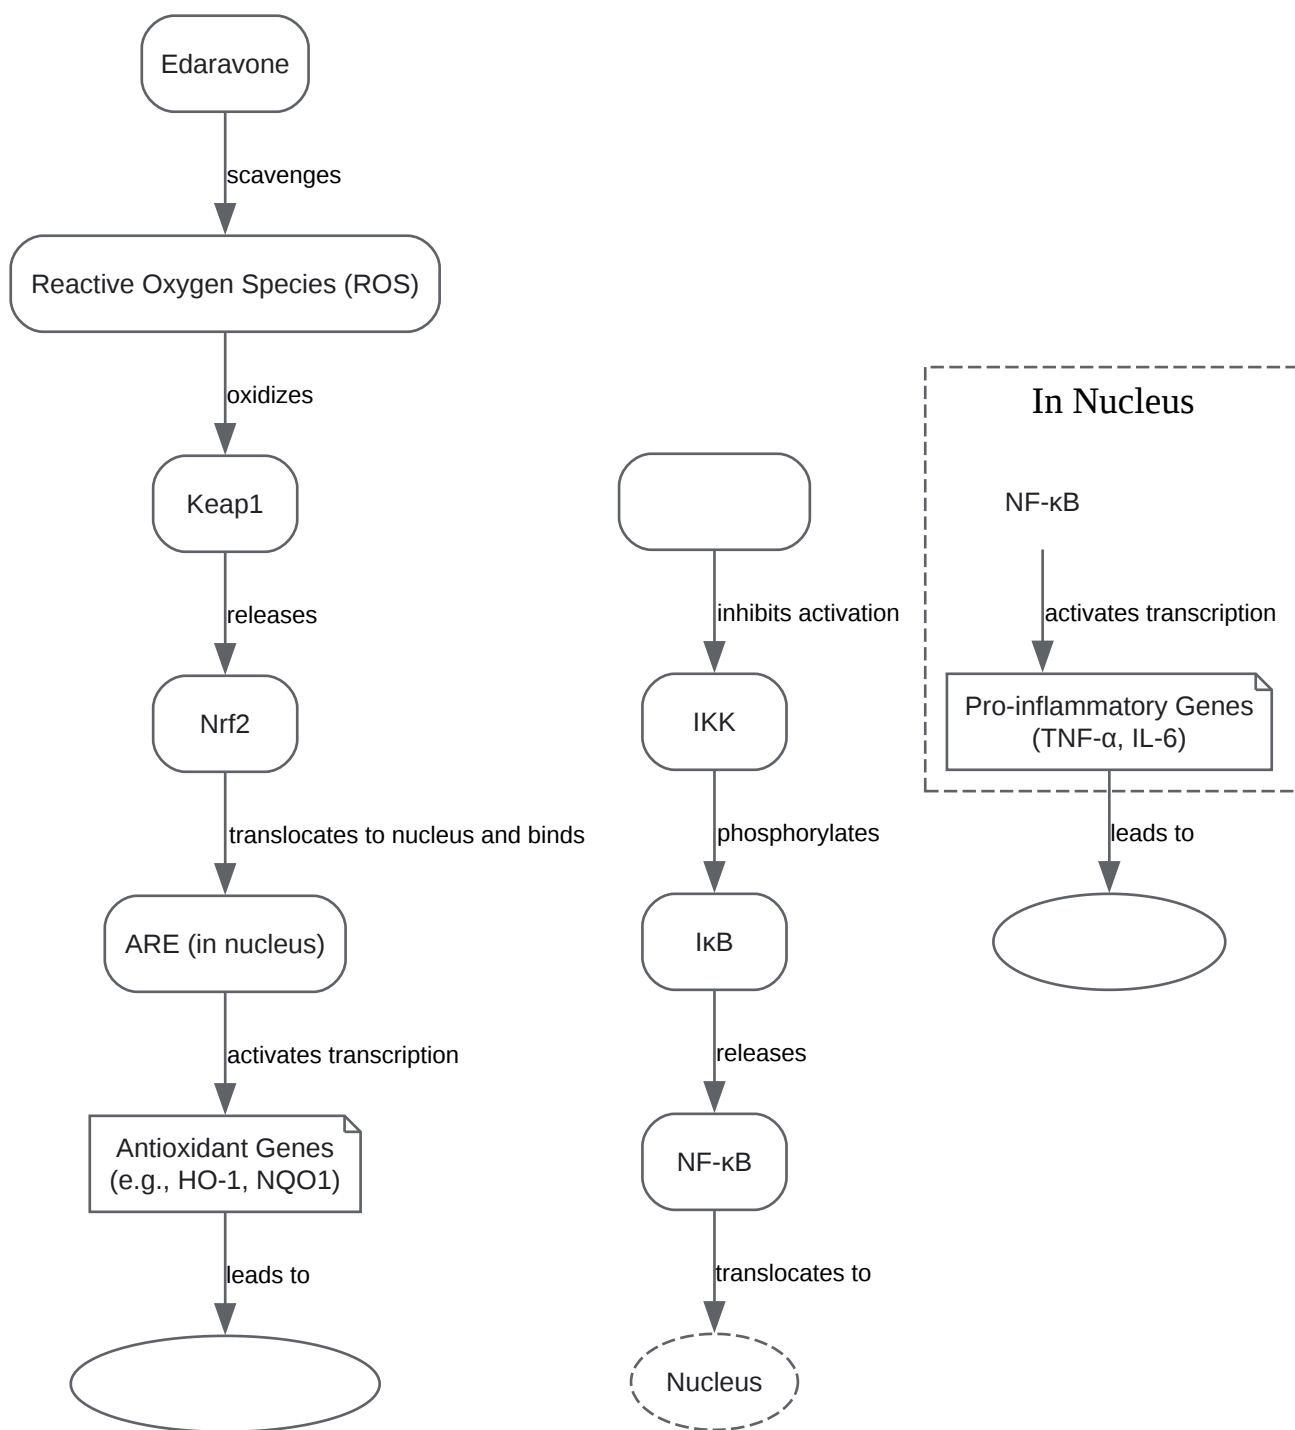 Edaravone
scavenges
Reactive Oxygen Species (ROS)
oxidizes
Keap1
releases
Nrf2
translocates to nucleus and binds
ARE (in nucleus)
activates transcription
Antioxidant Genes
(e.g., HO-1, NQO1)
leads to
inhibits activation
IKK
phosphorylates
IκB
releases
NF-κB
translocates to
Nucleus
In Nucleus
NF-κB
activates transcription
Pro-inflammatory Genes
(TNF-α, IL-6)
leads to